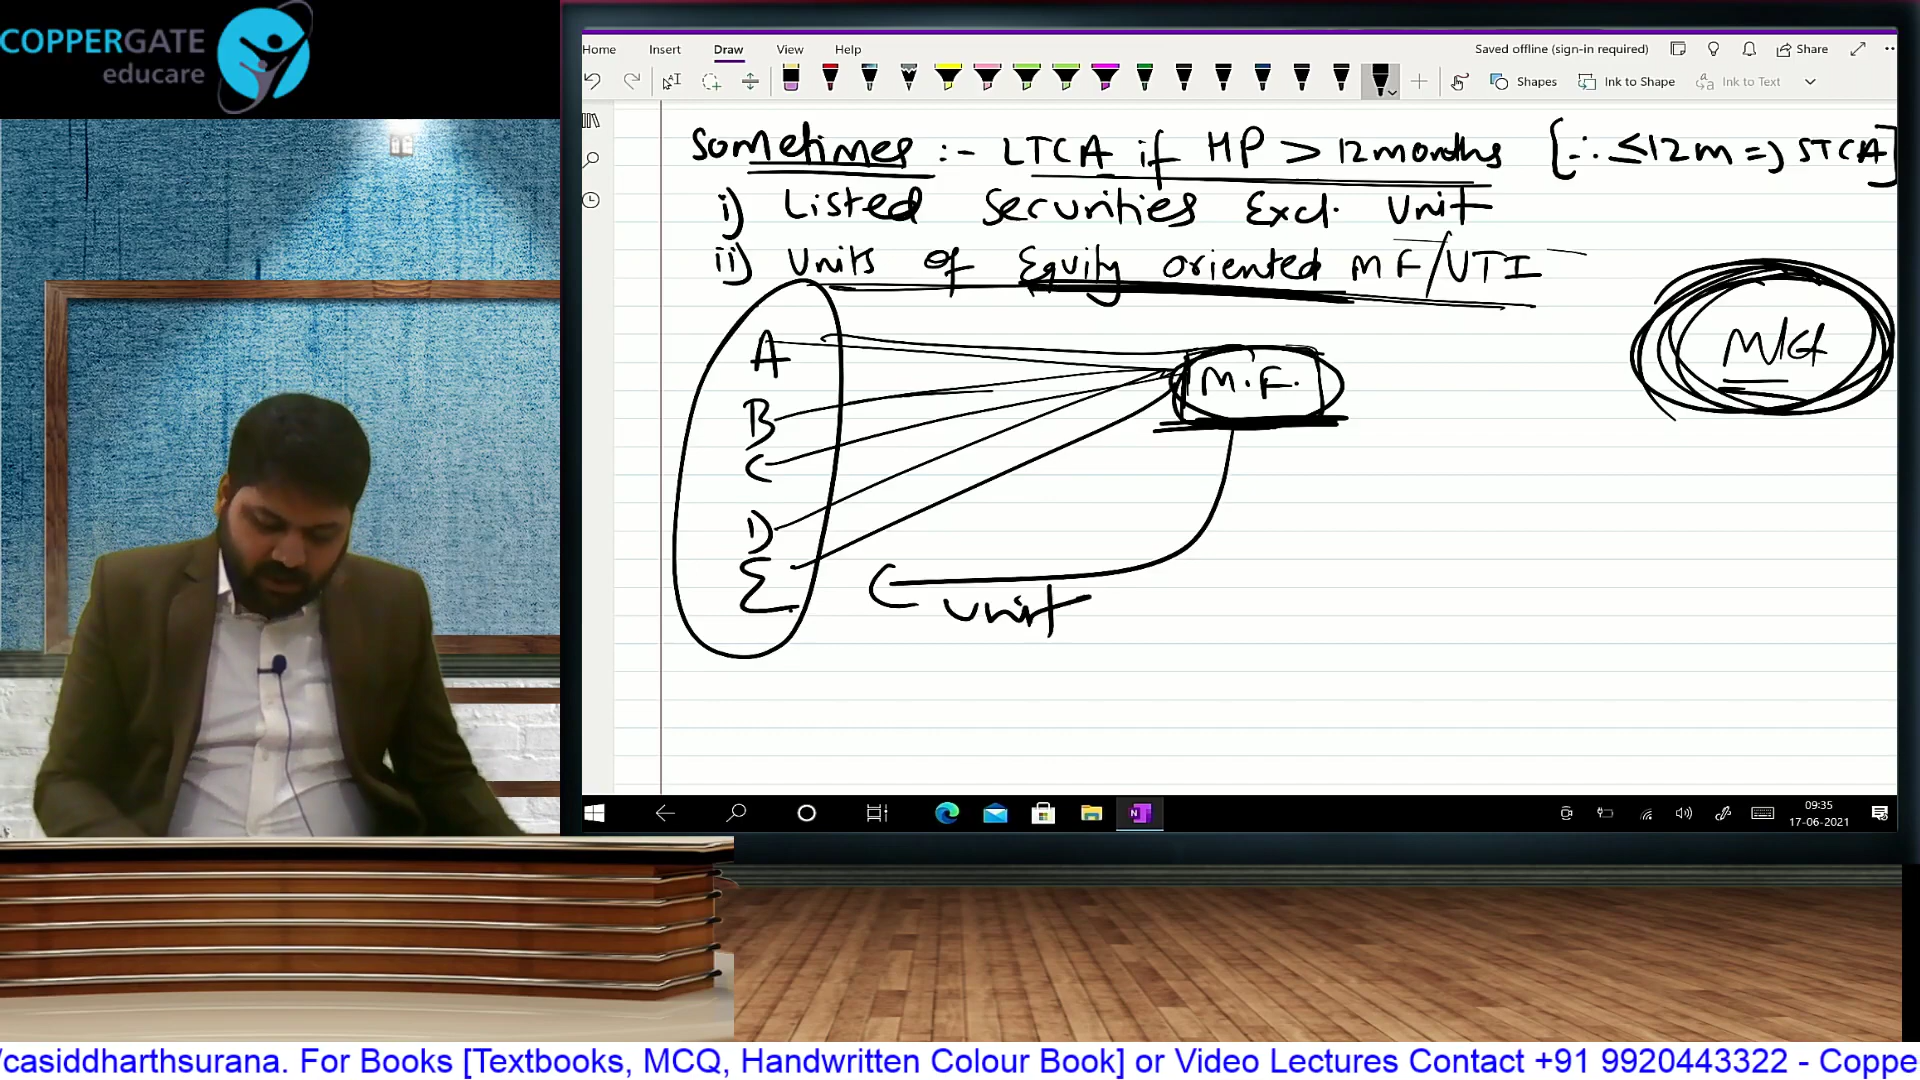 COPPERGATE
educare
Home Insert Draw View Help Saved offline (sign-in required) Share
Shapes Ink to Shape Ink to Text
Sometimes :- LTCA if HP > 12 months [∴ ≤12m => STCA]
i) Listed Securities Excl. Unit
ii) Units of Equity oriented MF/UTI
A
B
C
D
E
M.F.
unit
09:35
17-06-2021
/casiddharthsurana. For Books [Textbooks, MCQ, Handwritten Colour Book] or Video Lectures Contact +91 9920443322 - Coppe